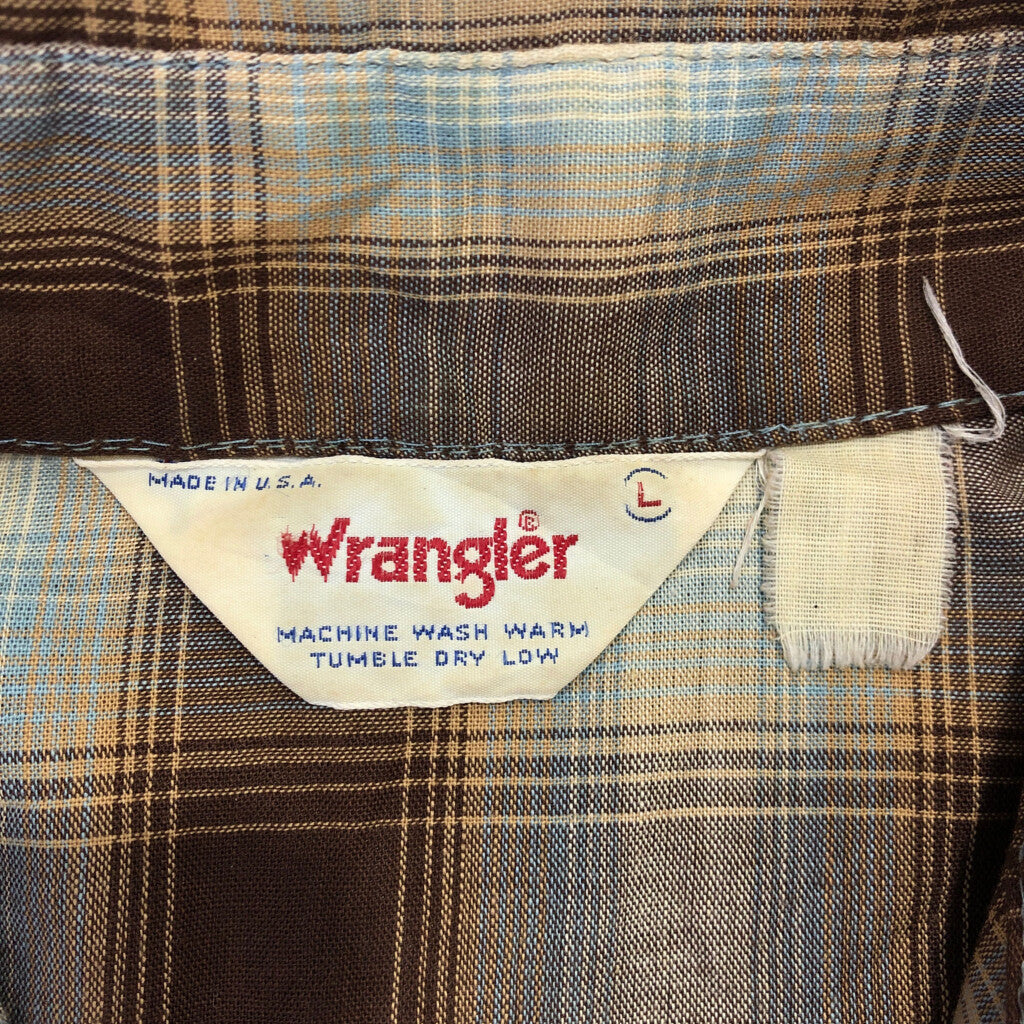 MADE IN U.S.A.
L
Wrangler®
MACHINE WASH WARM
TUMBLE DRY LOW